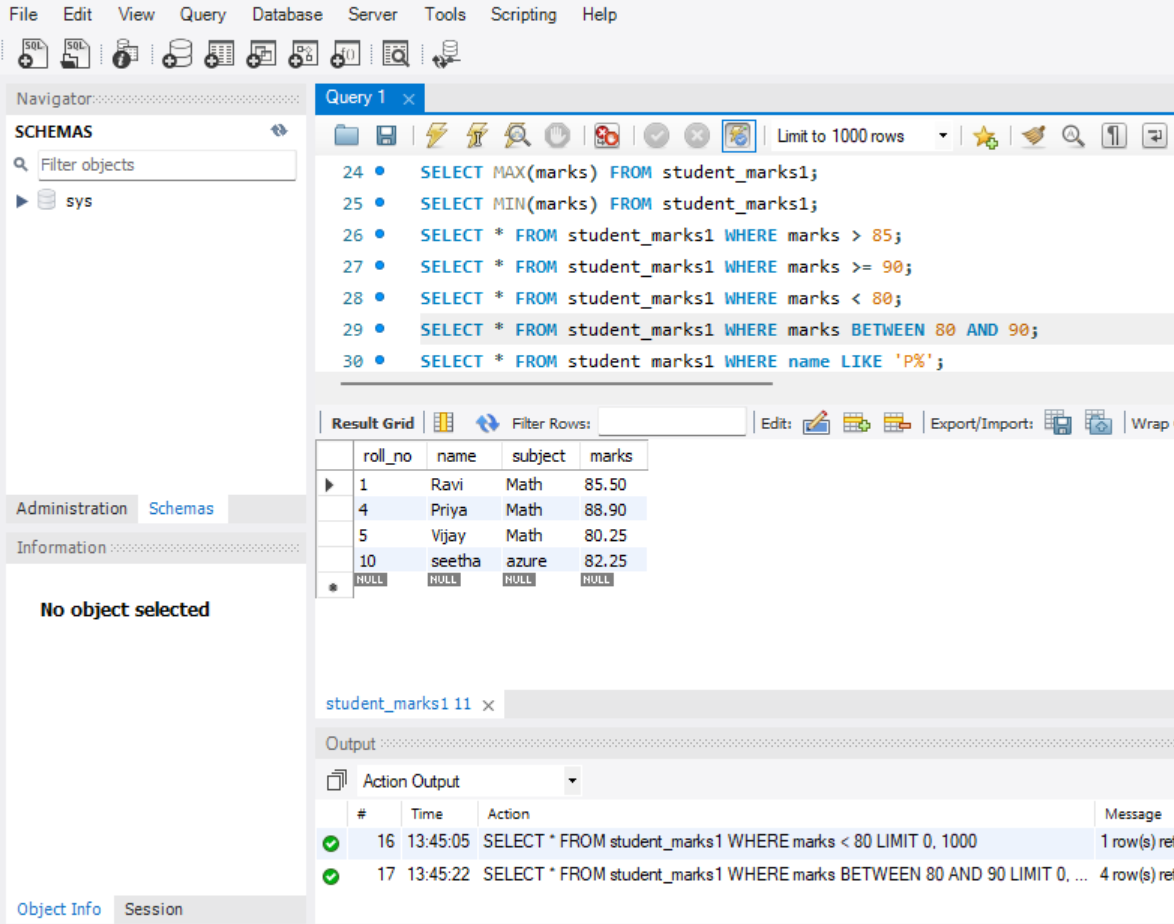 File Edit View Query Database Server Tools Scripting Help
SQL SQL
Navigator
SCHEMAS
Filter objects
sys
Administration Schemas
Information
No object selected
Object Info Session
Query 1
Limit to 1000 rows
24 SELECT MAX(marks) FROM student_marks1;
25 SELECT MIN(marks) FROM student_marks1;
26 SELECT * FROM student_marks1 WHERE marks > 85;
27 SELECT * FROM student_marks1 WHERE marks >= 90;
28 SELECT * FROM student_marks1 WHERE marks < 80;
29 SELECT * FROM student_marks1 WHERE marks BETWEEN 80 AND 90;
30 SELECT * FROM student marks1 WHERE name LIKE 'P%';
Result Grid Filter Rows: Edit: Export/Import: Wrap
roll_no name subject marks
1 Ravi Math 85.50
4 Priya Math 88.90
5 Vijay Math 80.25
10 seetha azure 82.25
NULL NULL NULL NULL
student_marks1 11
Output
Action Output
# Time Action Message
16 13:45:05 SELECT * FROM student_marks1 WHERE marks < 80 LIMIT 0, 1000 1 row(s) ret
17 13:45:22 SELECT * FROM student_marks1 WHERE marks BETWEEN 80 AND 90 LIMIT 0, ... 4 row(s) ret